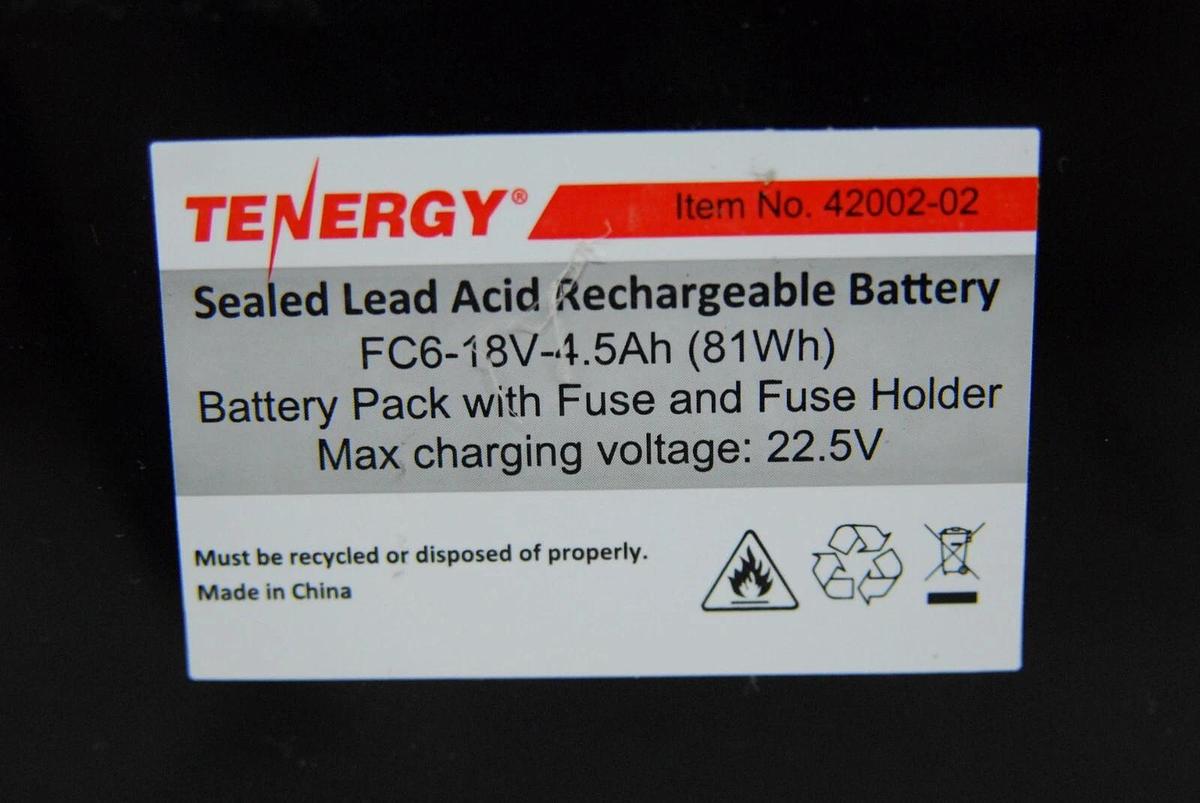 TENERGY® Item No. 42002-02
Sealed Lead Acid Rechargeable Battery
FC6-18V-4.5Ah (81Wh)
Battery Pack with Fuse and Fuse Holder
Max charging voltage: 22.5V
Must be recycled or disposed of properly.
Made in China